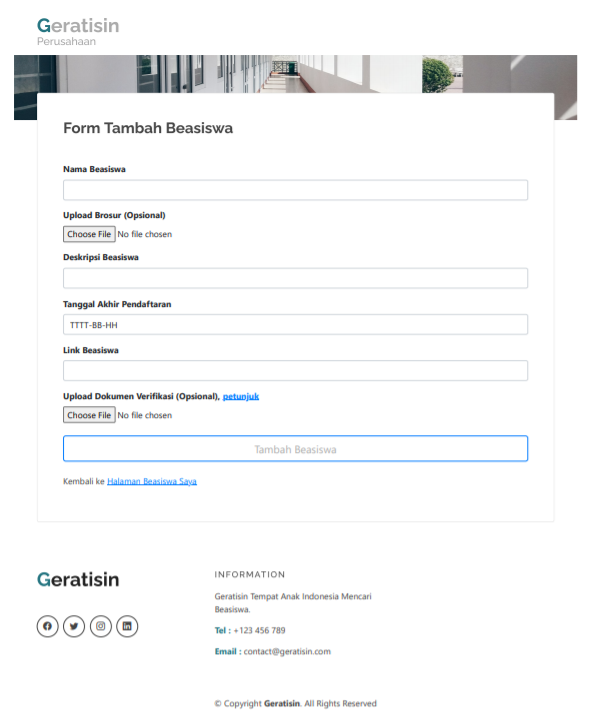 Geratisin
Perusahaan
Form Tambah Beasiswa
Nama Beasiswa
Upload Brosur (Opsional)
Choose File No file chosen
Deskripsi Beasiswa
Tanggal Akhir Pendaftaran
TTTT-BB-HH
Link Beasiswa
Upload Dokumen Verifikasi (Opsional), petunjuk
Choose File No file chosen
Tambah Beasiswa
Kembali ke Halaman Beasiswa Saya
Geratisin
INFORMATION
Geratisin Tempat Anak Indonesia Mencari
Beasiswa.
Tel : +123 456 789
Email : contact@geratisin.com
© Copyright Geratisin. All Rights Reserved